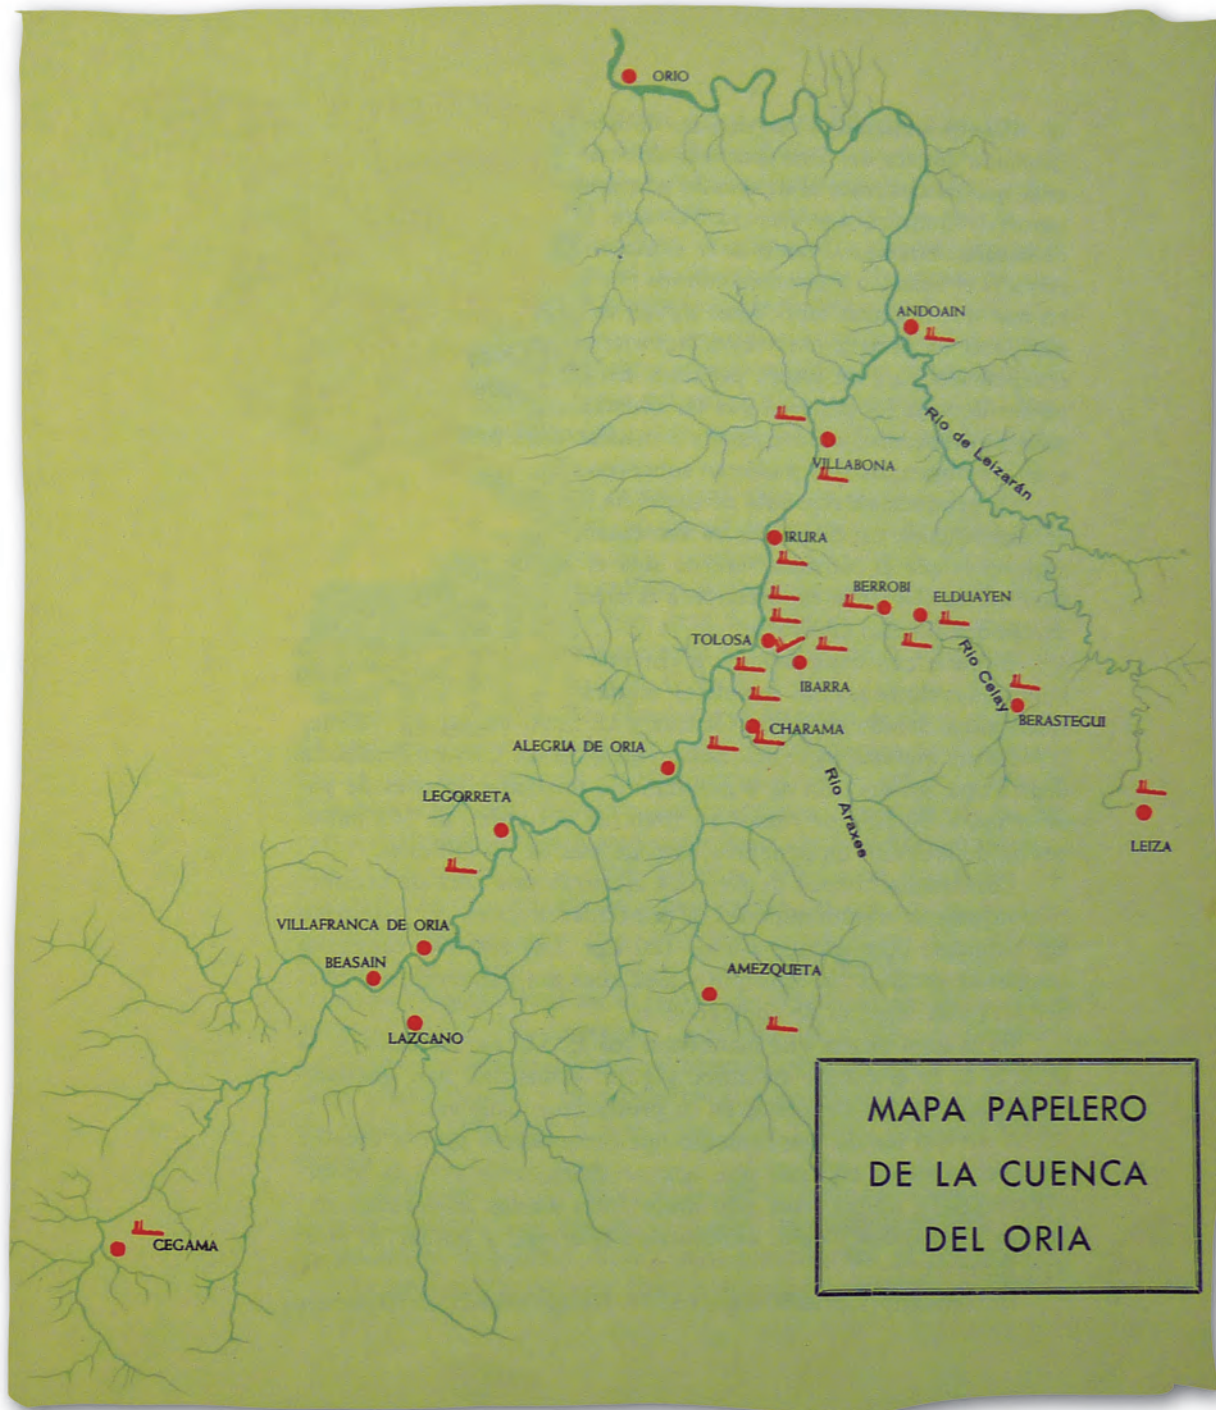 ORIO
ANDOAIN
Río de Leizarán
VILLABONA
IRURA
BERROBI
ELDUAYEN
TOLOSA
IBARRA
Río Celay
BERASTEGUI
CHARAMA
ALEGRIA DE ORIA
Río Araxes
LEGORRETA
LEIZA
VILLAFRANCA DE ORIA
BEASAIN
AMEZQUETA
LAZCANO
CEGAMA
MAPA PAPELERO
DE LA CUENCA
DEL ORIA